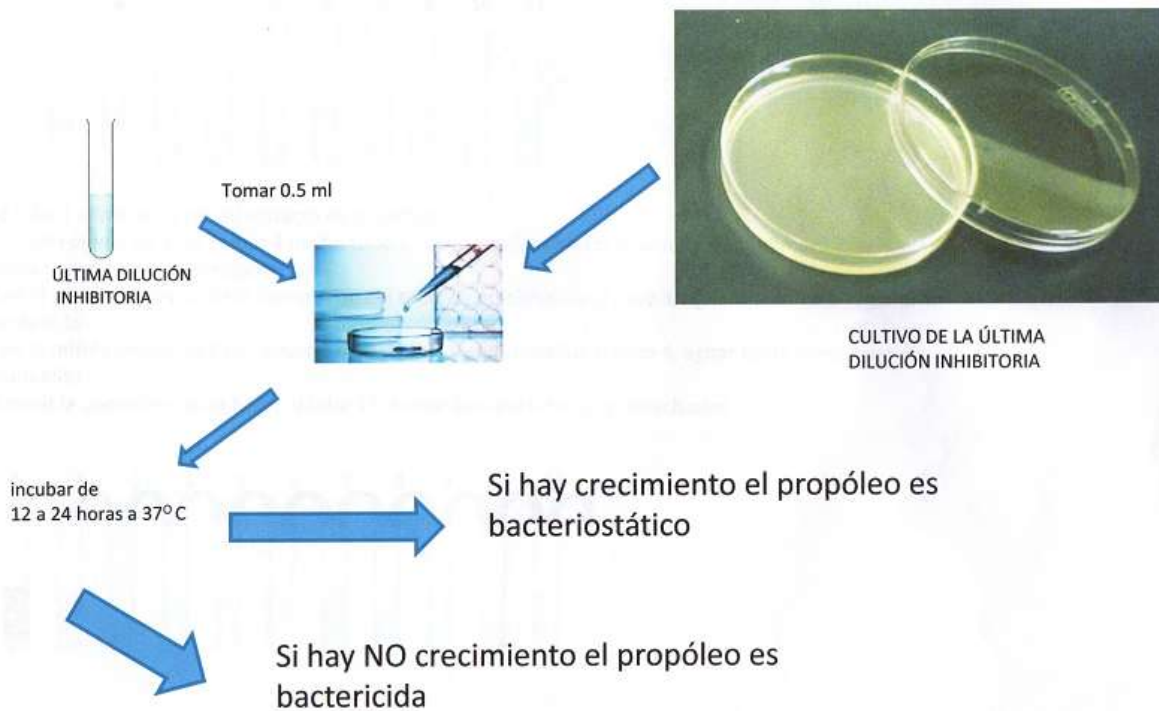 Tomar 0.5 ml
ÚLTIMA DILUCIÓN
INHIBITORIA
CULTIVO DE LA ÚLTIMA
DILUCIÓN INHIBITORIA
incubar de
12 a 24 horas a 37° C
Si hay crecimiento el propóleo es
bacteriostático
Si hay NO crecimiento el propóleo es
bactericida